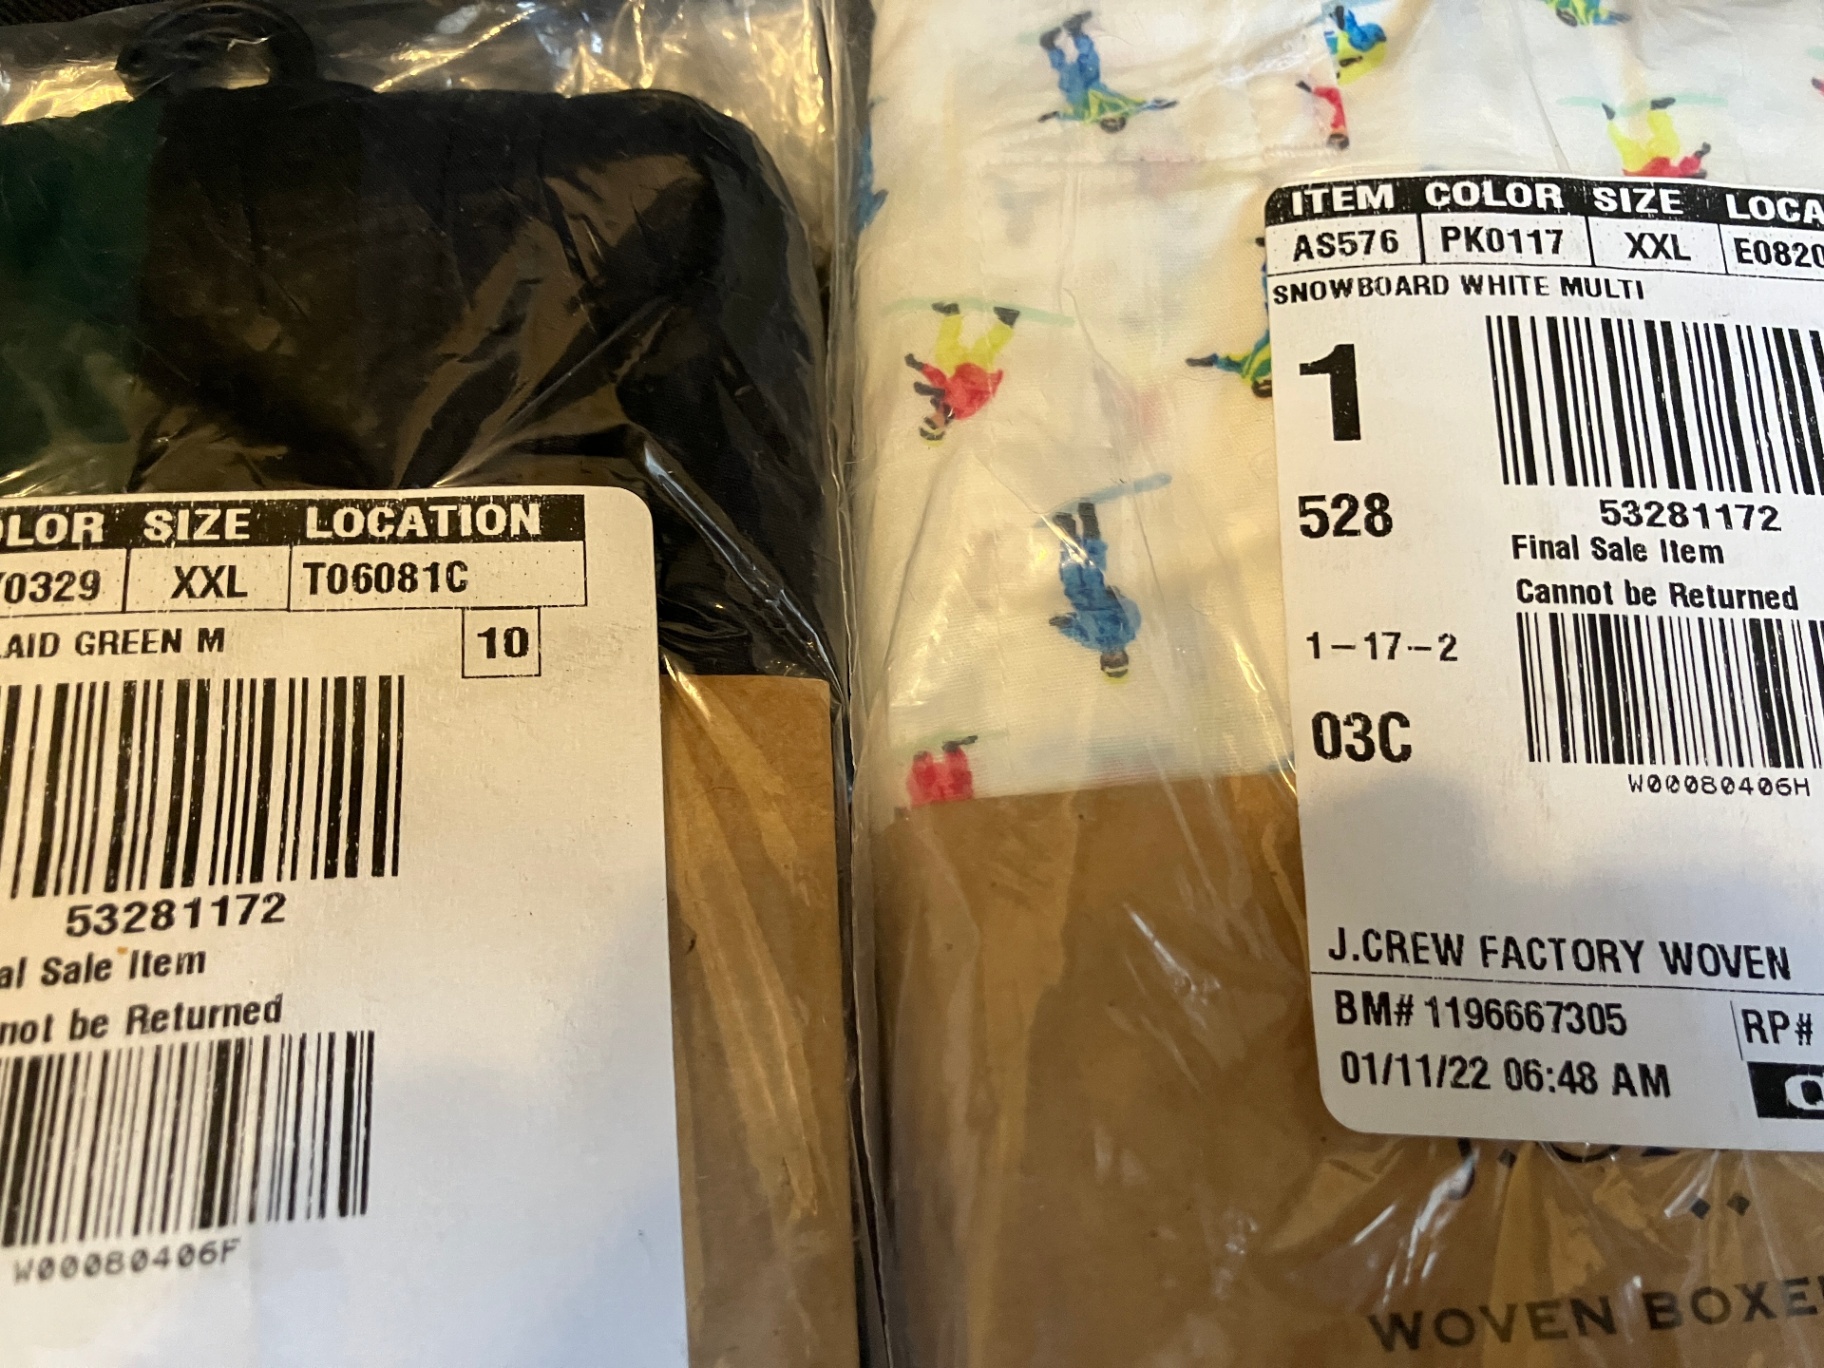 OLOR SIZE LOCATION
0329 XXL T06081C
LAID GREEN M 10
53281172
al Sale Item
not be Returned
W00080406F
ITEM COLOR SIZE LOCA
AS576 PK0117 XXL E0820
SNOWBOARD WHITE MULTI
1
528
53281172
Final Sale Item
Cannot be Returned
1-17-2
03C
W00080406H
J.CREW FACTORY WOVEN
BM# 1196667305 RP#
01/11/22 06:48 AM
WOVEN BOXE